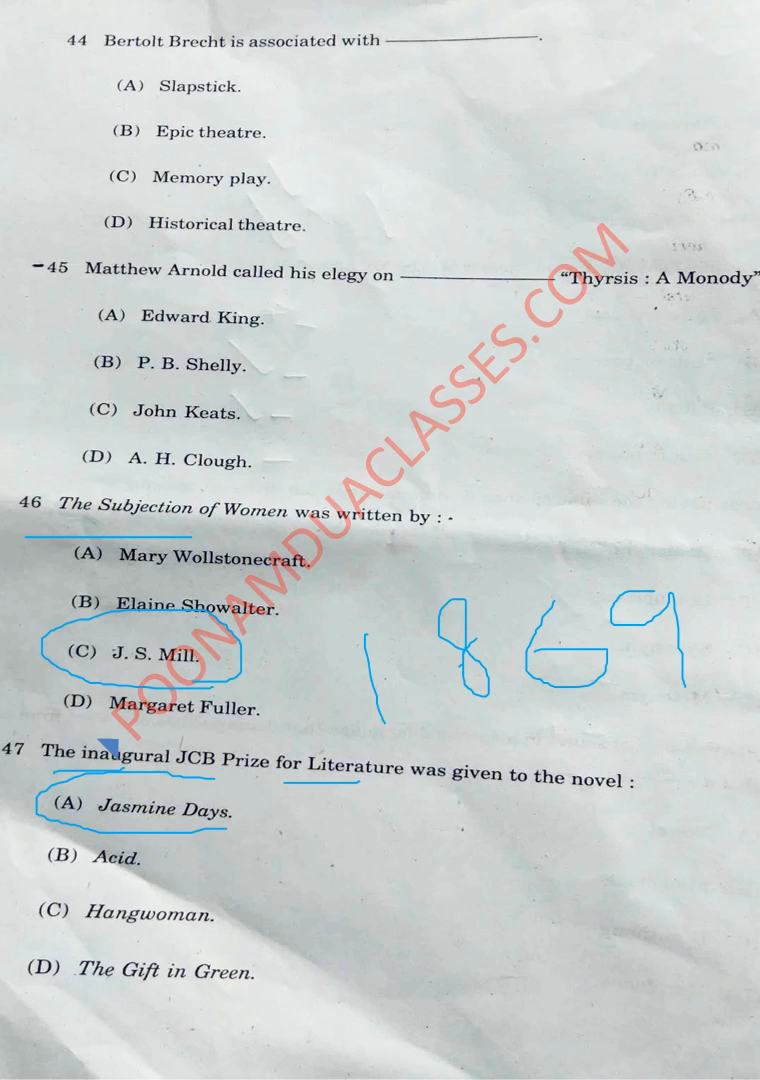 44 Bertolt Brecht is associated with ——————.
(A) Slapstick.
(B) Epic theatre.
(C) Memory play.
(D) Historical theatre.
-45 Matthew Arnold called his elegy on —————— “Thyrsis : A Monody”
(A) Edward King.
(B) P. B. Shelly.
(C) John Keats.
(D) A. H. Clough.
46 The Subjection of Women was written by : -
(A) Mary Wollstonecraft.
(B) Elaine Showalter.
(C) J. S. Mill.
(D) Margaret Fuller.
1869
47 The inaugural JCB Prize for Literature was given to the novel :
(A) Jasmine Days.
(B) Acid.
(C) Hangwoman.
(D) The Gift in Green.
POONAMDUACLASSES.COM